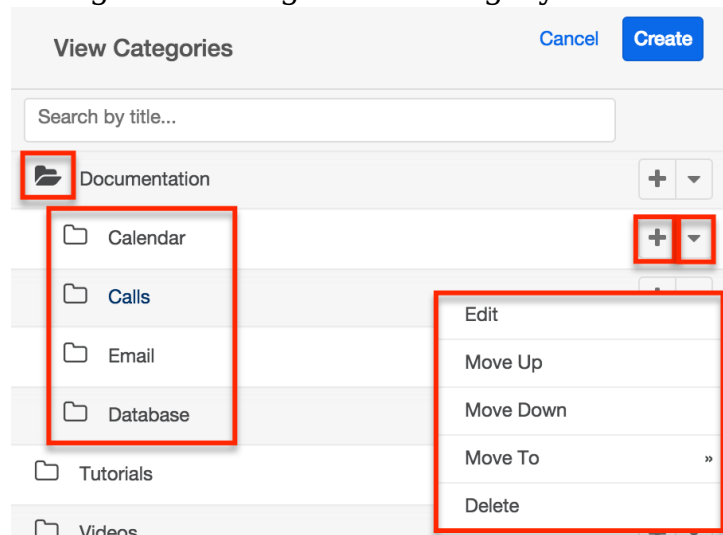 View Categories
Cancel
Create
Search by title...
Documentation
Calendar
Calls
Edit
Email
Move Up
Database
Move Down
Tutorials
Move To »
Videos
Delete